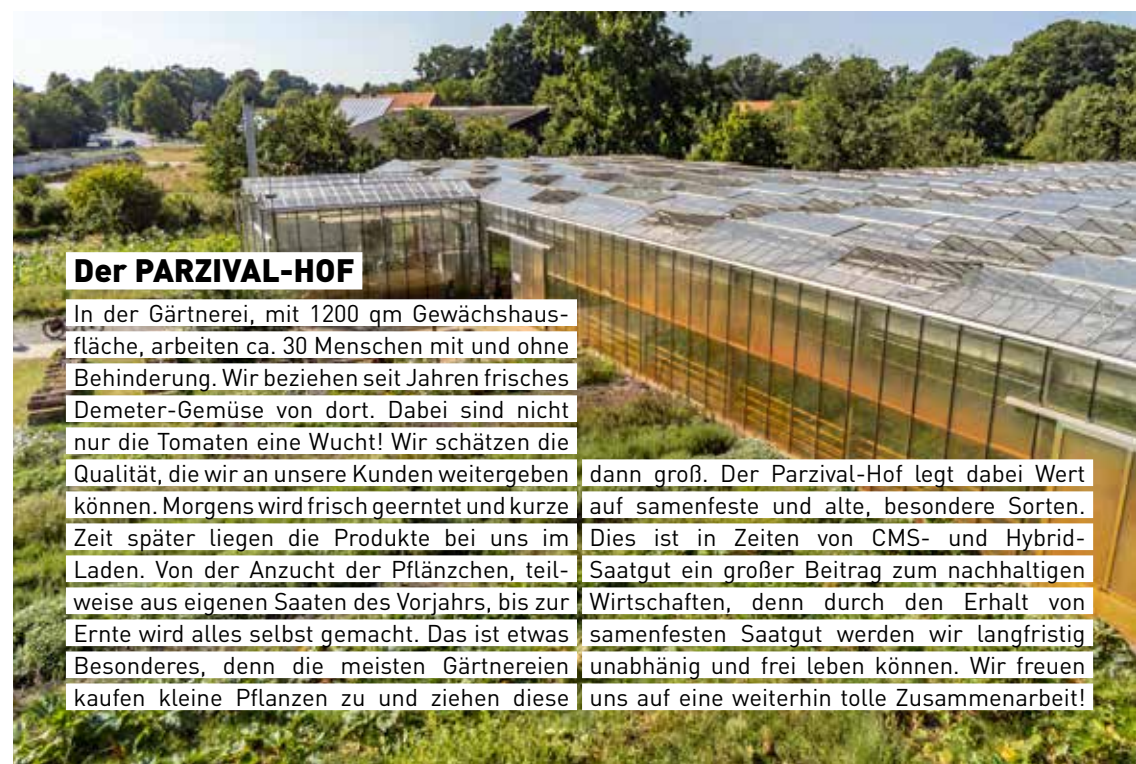 Der PARZIVAL-HOF
In der Gärtnerei, mit 1200 qm Gewächshaus-
fläche, arbeiten ca. 30 Menschen mit und ohne
Behinderung. Wir beziehen seit Jahren frisches
Demeter-Gemüse von dort. Dabei sind nicht
nur die Tomaten eine Wucht! Wir schätzen die
Qualität, die wir an unsere Kunden weitergeben
können. Morgens wird frisch geerntet und kurze
Zeit später liegen die Produkte bei uns im
Laden. Von der Anzucht der Pflänzchen, teil-
weise aus eigenen Saaten des Vorjahrs, bis zur
Ernte wird alles selbst gemacht. Das ist etwas
Besonderes, denn die meisten Gärtnereien
kaufen kleine Pflanzen zu und ziehen diese
dann groß. Der Parzival-Hof legt dabei Wert
auf samenfeste und alte, besondere Sorten.
Dies ist in Zeiten von CMS- und Hybrid-
Saatgut ein großer Beitrag zum nachhaltigen
Wirtschaften, denn durch den Erhalt von
samenfesten Saatgut werden wir langfristig
unabhänig und frei leben können. Wir freuen
uns auf eine weiterhin tolle Zusammenarbeit!